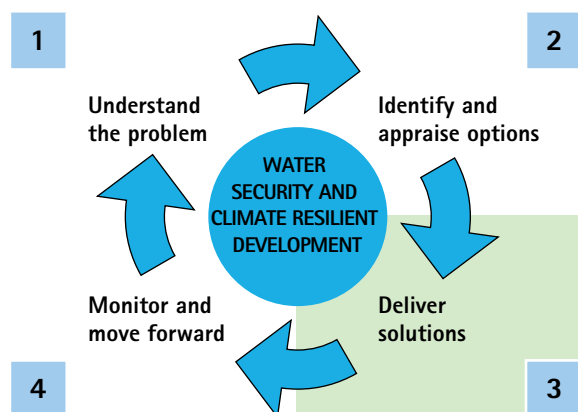 1
2
Understand
the problem
Identify and
appraise options
WATER
SECURITY AND
CLIMATE RESILIENT
DEVELOPMENT
Monitor and
move forward
Deliver
solutions
4
3